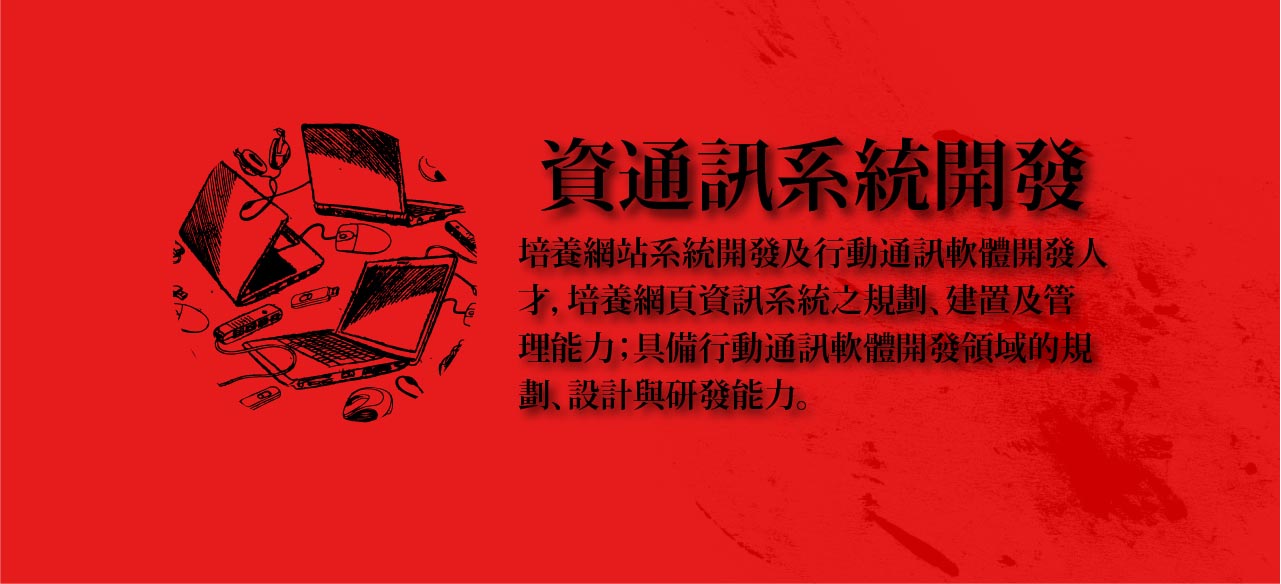 資通訊系統開發
培養網站系統開發及行動通訊軟體開發人
才，培養網頁資訊系統之規劃、建置及管
理能力；具備行動通訊軟體開發領域的規
劃、設計與研發能力。